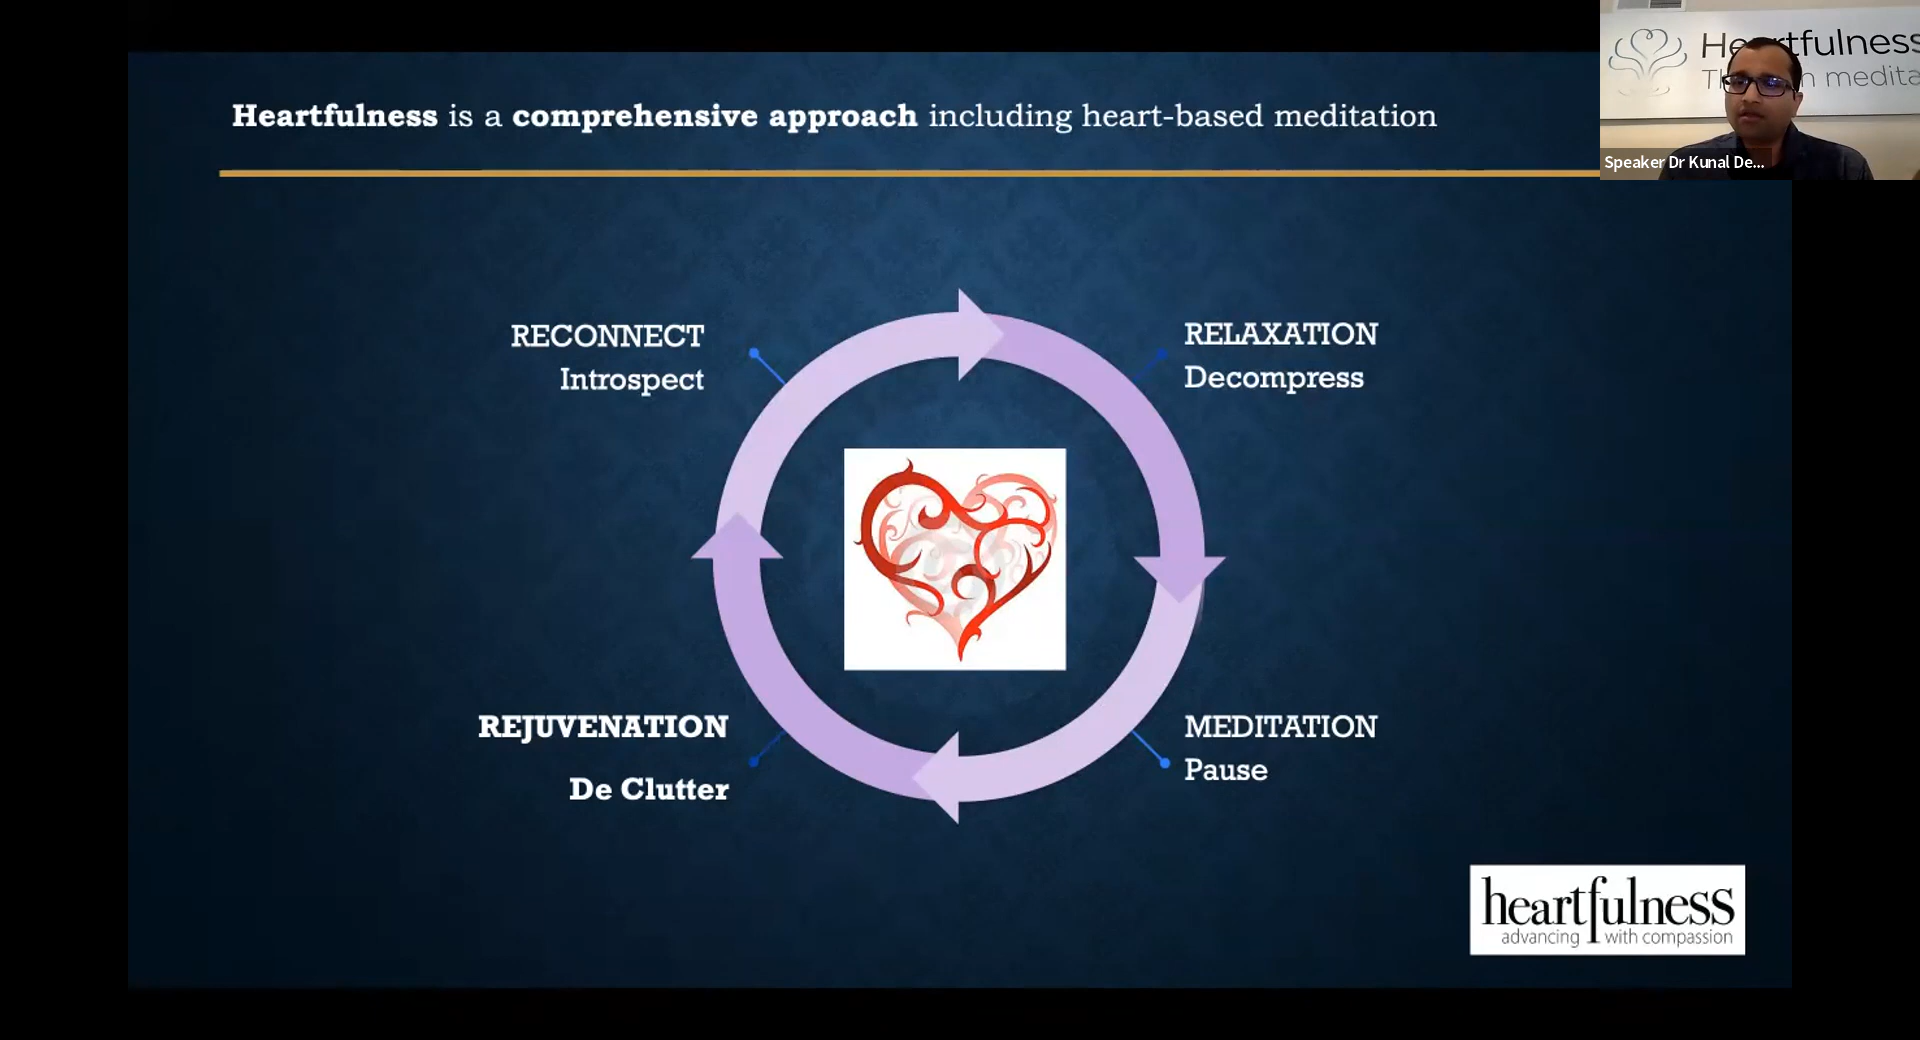 Heartfulness is a comprehensive approach including heart-based meditation
Heartfulness
medita
Speaker Dr Kunal De...
RECONNECT
Introspect
RELAXATION
Decompress
REJUVENATION
De Clutter
MEDITATION
Pause
heartfulness
advancing with compassion